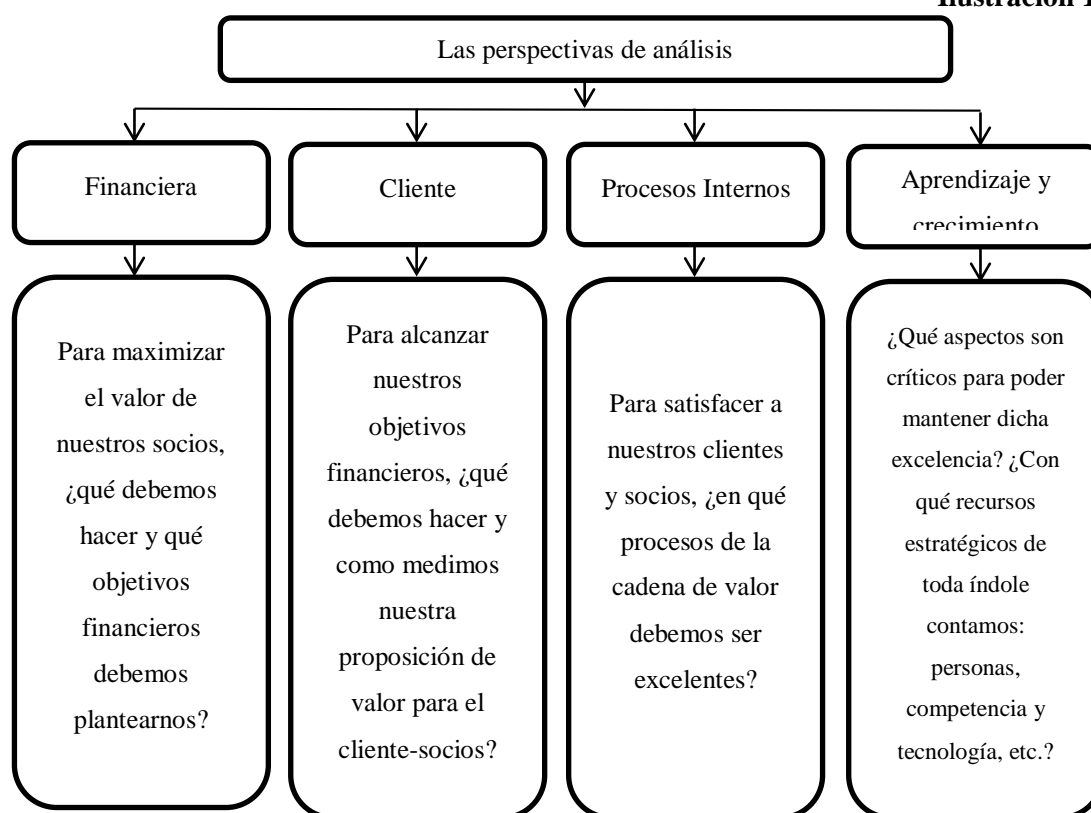 Ilustración 1
Las perspectivas de análisis
Financiera
Cliente
Procesos Internos
Aprendizaje y
crecimiento
Para maximizar
el valor de
nuestros socios,
¿qué debemos
hacer y qué
objetivos
financieros
debemos
plantearnos?
Para alcanzar
nuestros
objetivos
financieros, ¿qué
debemos hacer y
como medimos
nuestra
proposición de
valor para el
cliente-socios?
Para satisfacer a
nuestros clientes
y socios, ¿en qué
procesos de la
cadena de valor
debemos ser
excelentes?
¿Qué aspectos son
críticos para poder
mantener dicha
excelencia? ¿Con
qué recursos
estratégicos de
toda índole
contamos:
personas,
competencia y
tecnología, etc.?